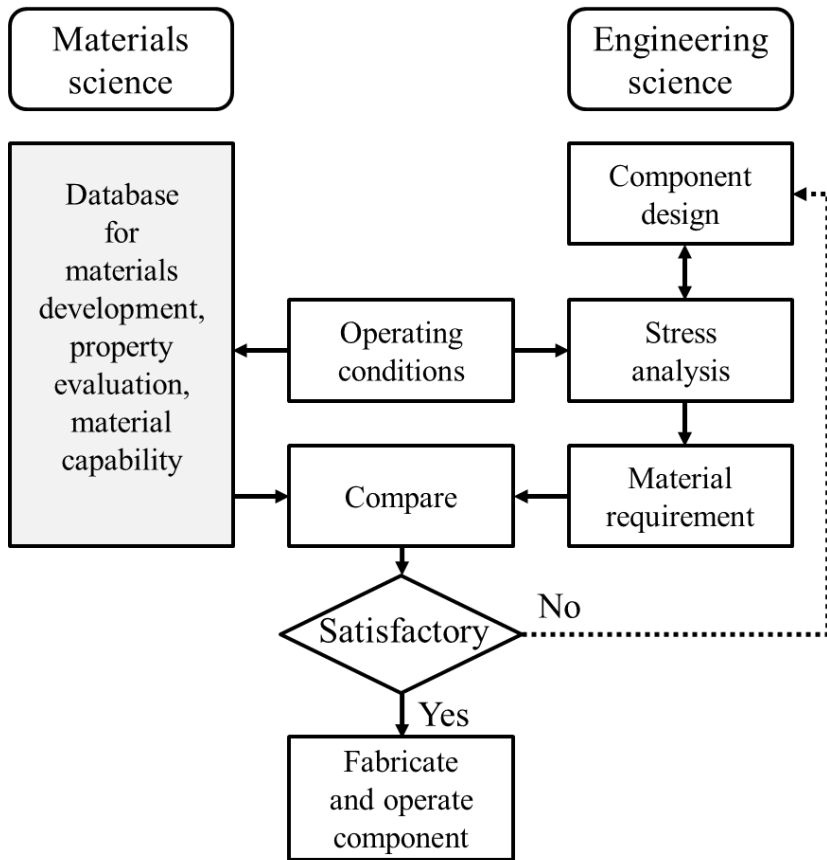 Materials
science
Engineering
science
Database
for
materials
development,
property
evaluation,
material
capability
Component
design
Operating
conditions
Stress
analysis
Compare
Material
requirement
Satisfactory
No
Yes
Fabricate
and operate
component